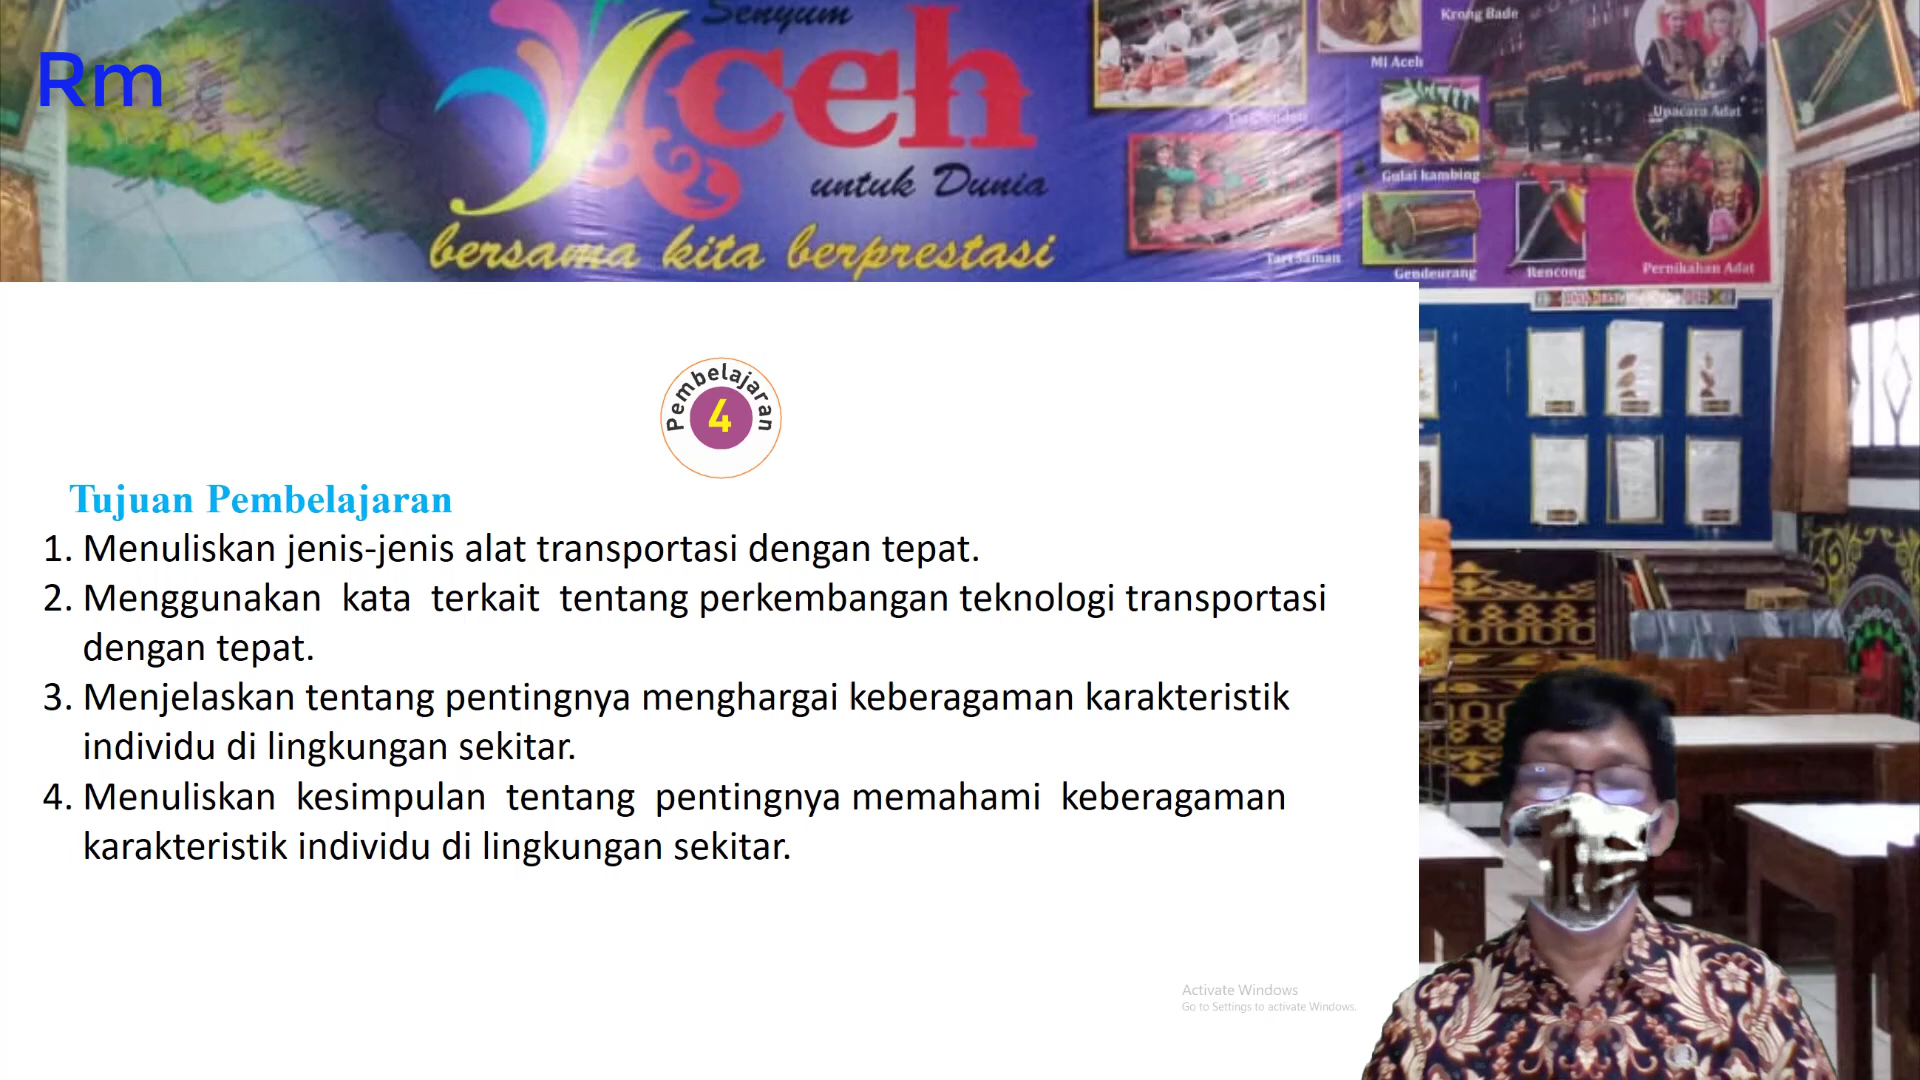 Rm
Senyum
Aceh
untuk Dunia
bersama kita berprestasi
Krong Bade
MI Aceh
Upacara Adat
Gulai kambing
Tari Saman
Gendeurang
Rencong
Pernikahan Adat
Pembelajaran
4
Tujuan Pembelajaran
1. Menuliskan jenis-jenis alat transportasi dengan tepat.
2. Menggunakan kata terkait tentang perkembangan teknologi transportasi
dengan tepat.
3. Menjelaskan tentang pentingnya menghargai keberagaman karakteristik
individu di lingkungan sekitar.
4. Menuliskan kesimpulan tentang pentingnya memahami keberagaman
karakteristik individu di lingkungan sekitar.
Activate Windows
Go to Settings to activate Windows.